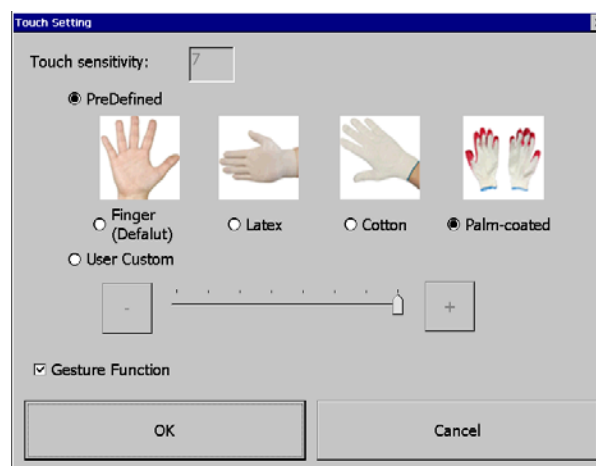 Touch Setting
Touch sensitivity: 7
PreDefined
Finger
(Defalut)
Latex
Cotton
Palm-coated
User Custom
- +
Gesture Function
OK Cancel